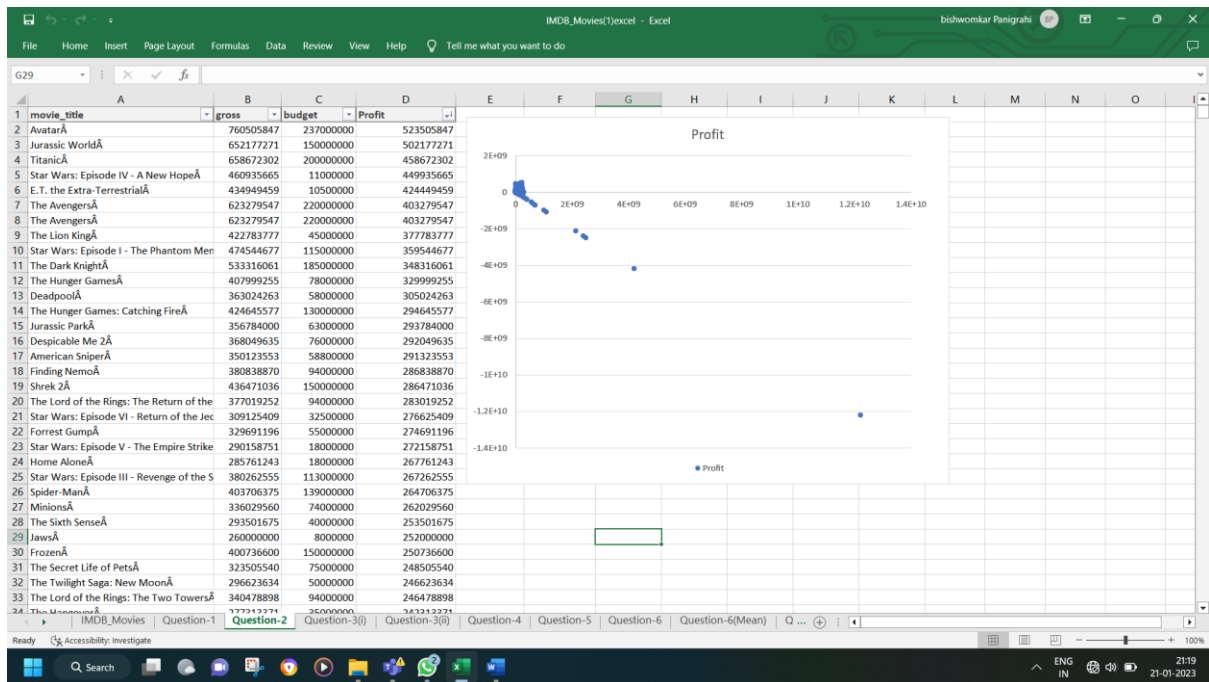 IMDB_Movies(1)excel - Excel
bishwomkar Panigrahi BP
File Home Insert Page Layout Formulas Data Review View Help Tell me what you want to do
G29 fx
A B C D E F G H I J K L M N O
1 movie_title gross budget Profit
2 AvatarÂ 760505847 237000000 523505847
3 Jurassic WorldÂ 652177271 150000000 502177271
4 TitanicÂ 658672302 200000000 458672302
5 Star Wars: Episode IV - A New HopeÂ 460935665 11000000 449935665
6 E.T. the Extra-TerrestrialÂ 434949459 10500000 424449459
7 The AvengersÂ 623279547 220000000 403279547
8 The AvengersÂ 623279547 220000000 403279547
9 The Lion KingÂ 422783777 45000000 377783777
10 Star Wars: Episode I - The Phantom Men 474544677 115000000 359544677
11 The Dark KnightÂ 533316061 185000000 348316061
12 The Hunger GamesÂ 407999255 78000000 329999255
13 DeadpoolÂ 363024263 58000000 305024263
14 The Hunger Games: Catching FireÂ 424645577 130000000 294645577
15 Jurassic ParkÂ 356784000 63000000 293784000
16 Despicable Me 2Â 368049635 76000000 292049635
17 American SniperÂ 350123553 58800000 291323553
18 Finding NemoÂ 380838870 94000000 286838870
19 Shrek 2Â 436471036 150000000 286471036
20 The Lord of the Rings: The Return of the 377019252 94000000 283019252
21 Star Wars: Episode VI - Return of the Jed 309125409 32500000 276625409
22 Forrest GumpÂ 329691196 55000000 274691196
23 Star Wars: Episode V - The Empire Strike 290158751 18000000 272158751
24 Home AloneÂ 285761243 18000000 267761243
25 Star Wars: Episode III - Revenge of the S 380262555 113000000 267262555
26 Spider-ManÂ 403706375 139000000 264706375
27 MinionsÂ 336029560 74000000 262029560
28 The Sixth SenseÂ 293501675 40000000 253501675
29 JawsÂ 260000000 8000000 252000000
30 FrozenÂ 400736600 150000000 250736600
31 The Secret Life of PetsÂ 323505540 75000000 248505540
32 The Twilight Saga: New MoonÂ 296623634 50000000 246623634
33 The Lord of the Rings: The Two TowersÂ 340478898 94000000 246478898
34 The HangoverÂ 277313371 35000000 242313371
Profit
2E+09
0
0 2E+09 4E+09 6E+09 8E+09 1E+10 1.2E+10 1.4E+10
-2E+09
-4E+09
-6E+09
-8E+09
-1E+10
-1.2E+10
-1.4E+10
Profit
IMDB_Movies Question-1 Question-2 Question-3(i) Question-3(ii) Question-4 Question-5 Question-6 Question-6(Mean) Q ...
Ready Accessibility: Investigate 100%
Search 2 ENG 21:19
IN 21-01-2023